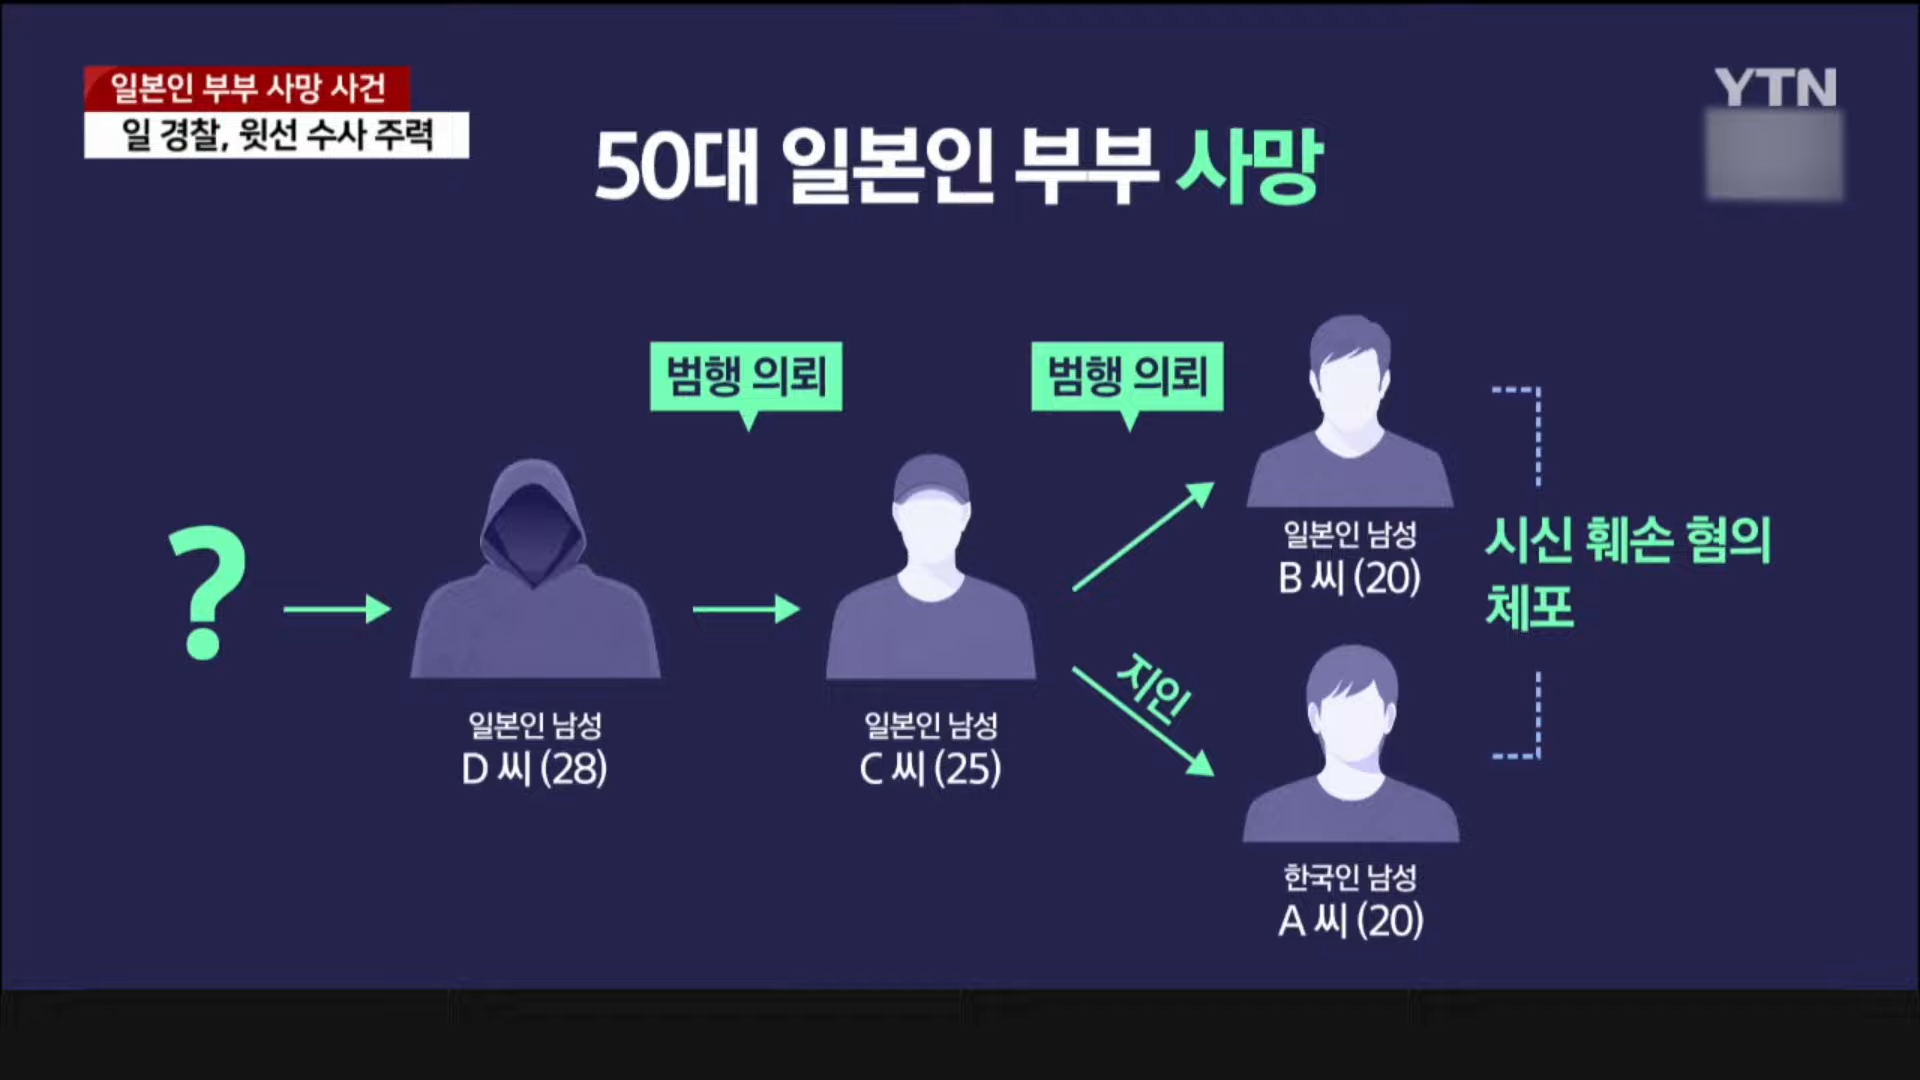 일본인 부부 사망 사건
일 경찰, 윗선 수사 주력
YTN
50대 일본인 부부 사망
범행 의뢰
범행 의뢰
?
일본인 남성
D 씨 (28)
일본인 남성
C 씨 (25)
일본인 남성
B 씨 (20)
지인
한국인 남성
A 씨 (20)
시신 훼손 혐의
체포